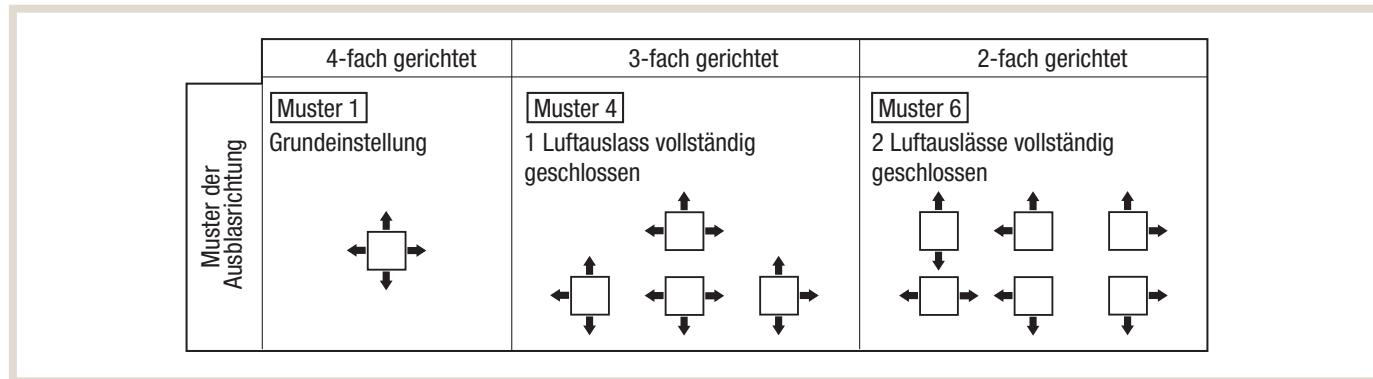 4-fach gerichtet
3-fach gerichtet
2-fach gerichtet
Muster der
Ausblasrichtung
Muster 1
Grundeinstellung
Muster 4
1 Luftauslass vollständig
geschlossen
Muster 6
2 Luftauslässe vollständig
geschlossen